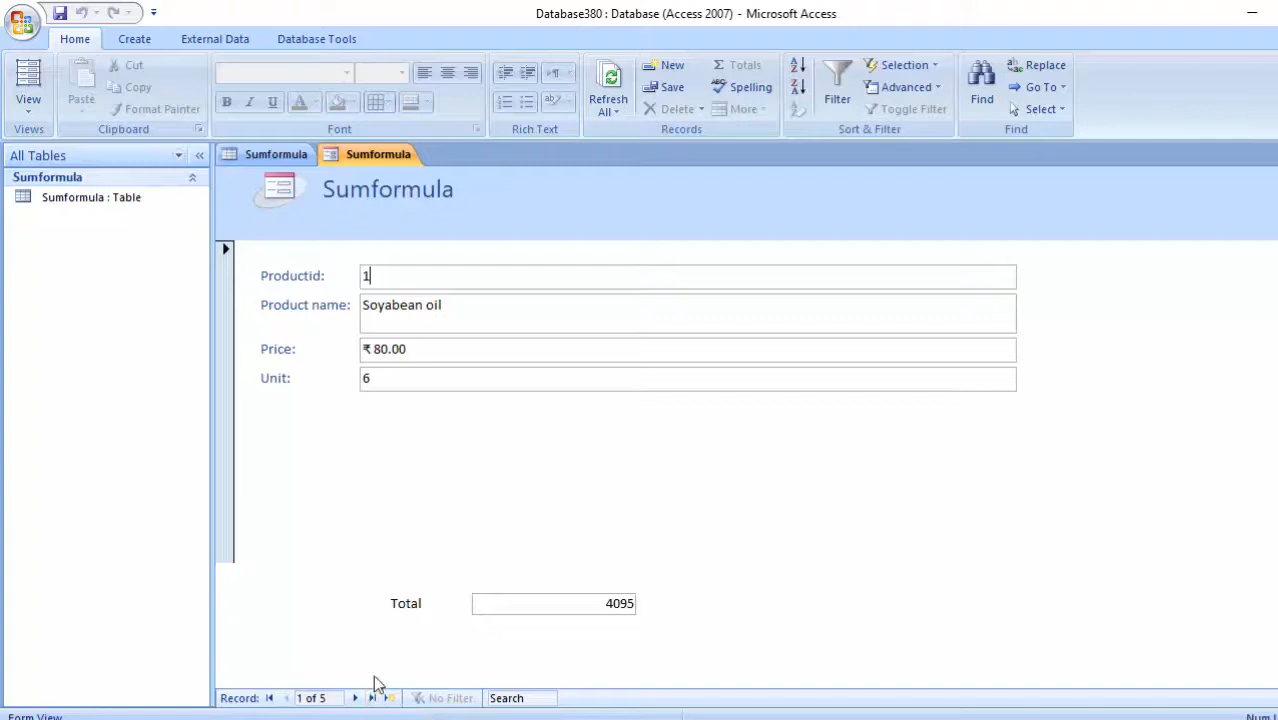 Database380 : Database (Access 2007) - Microsoft Access
Home Create External Data Database Tools
View
Views
Paste
Cut
Copy
Format Painter
Clipboard
B I U A
Font
Rich Text
Refresh All
New
Save
Delete
Totals
Spelling
More
Records
Filter
Selection
Advanced
Toggle Filter
Sort & Filter
Find
Replace
Go To
Select
Find
All Tables
Sumformula
Sumformula : Table
Sumformula Sumformula
Sumformula
Productid: 1
Product name: Soyabean oil
Price: ₹ 80.00
Unit: 6
Total 4095
Record: 1 of 5 No Filter Search
Form View Num